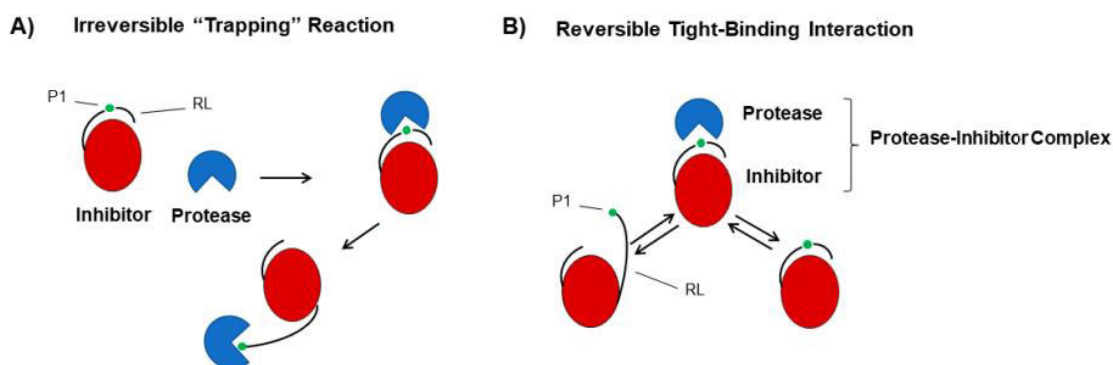 A) Irreversible “Trapping” Reaction
P1
RL
Inhibitor Protease
B) Reversible Tight-Binding Interaction
Protease
Protease-Inhibitor Complex
Inhibitor
P1
RL